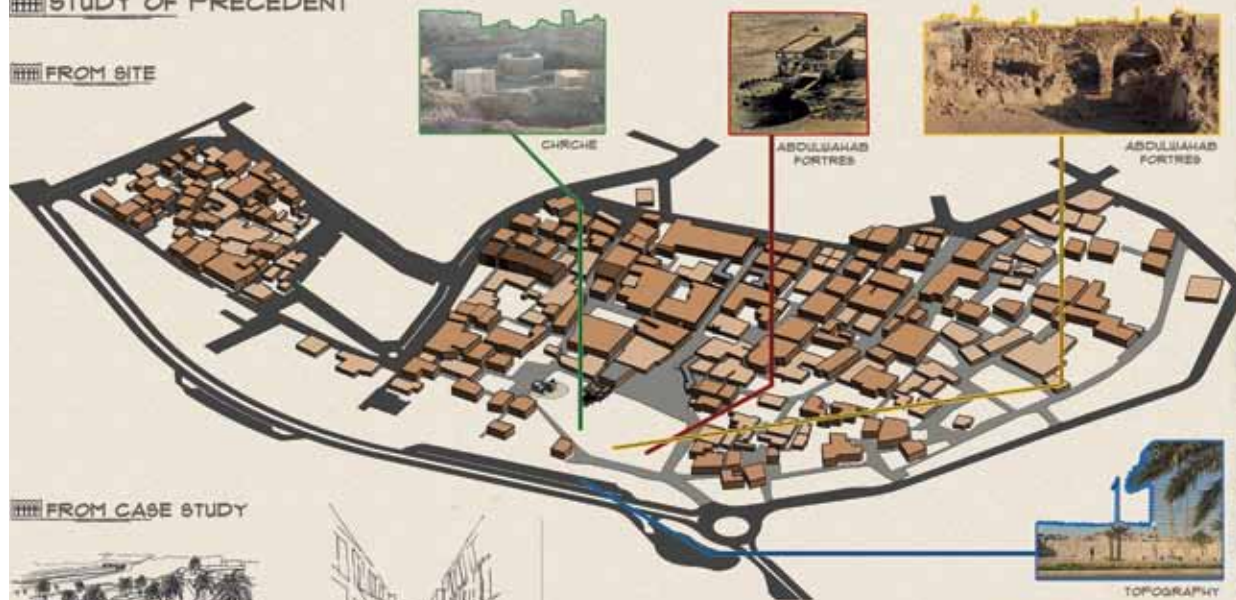 STUDY OF PRECEDENT
FROM SITE
CHRCHE
ABDULWAHAB
FORTRES
ABDULWAHAB
FORTRES
FROM CASE STUDY
TOPOGRAPHY